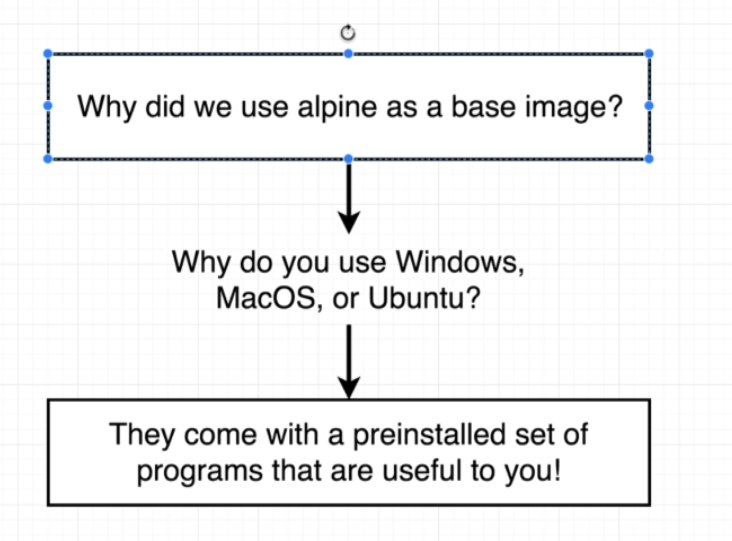 Why did we use alpine as a base image?
Why do you use Windows,
MacOS, or Ubuntu?
They come with a preinstalled set of
programs that are useful to you!